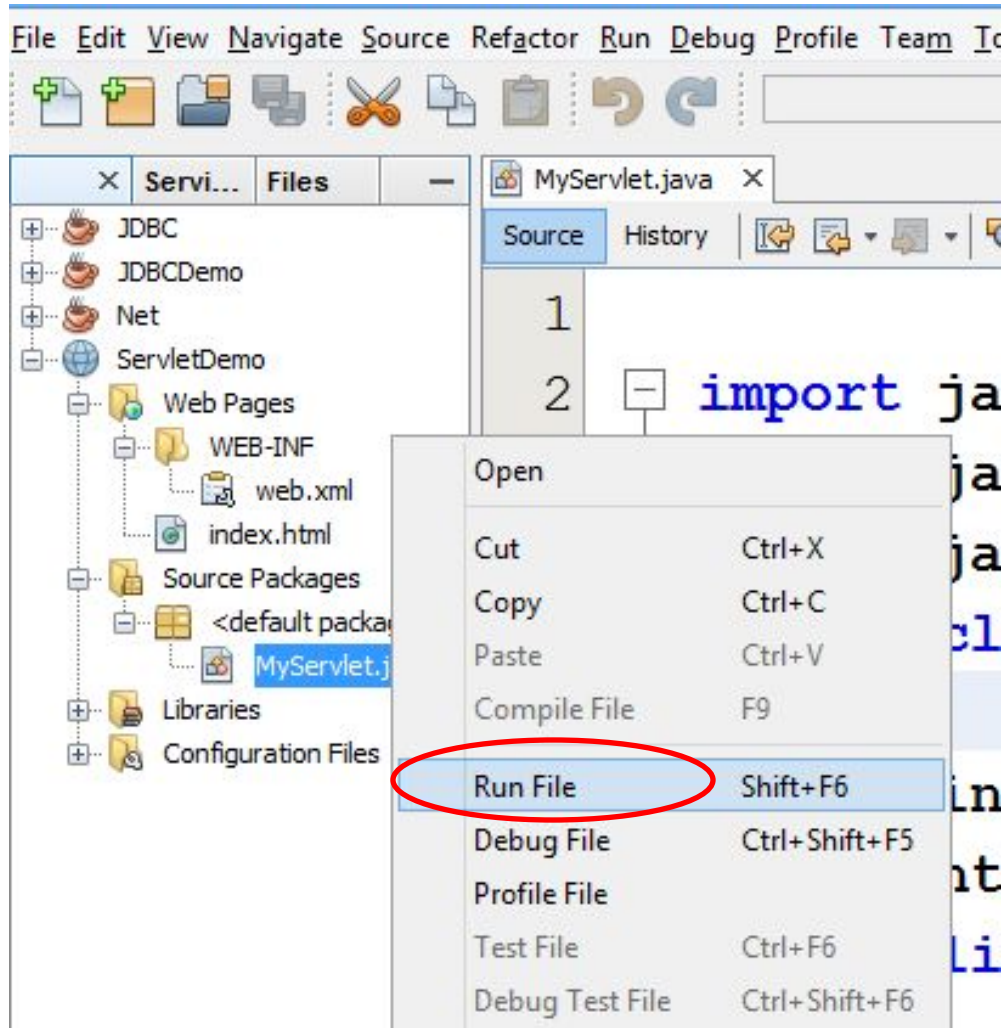 File Edit View Navigate Source Refactor Run Debug Profile Team
Servi... Files
MyServlet.java
JDBC
Source History
JDBCDemo
Net
1
ServletDemo
Web Pages
2 import ja
WEB-INF
Open
ja
web.xml
index.html
Cut Ctrl+X
ja
Source Packages
Copy Ctrl+C
<default packa
cl
Paste Ctrl+V
MyServlet.j
Libraries
Compile File F9
Configuration Files
Run File Shift+F6
in
Debug File Ctrl+Shift+F5
nt
Profile File
Test File Ctrl+F6
li
Debug Test File Ctrl+Shift+F6